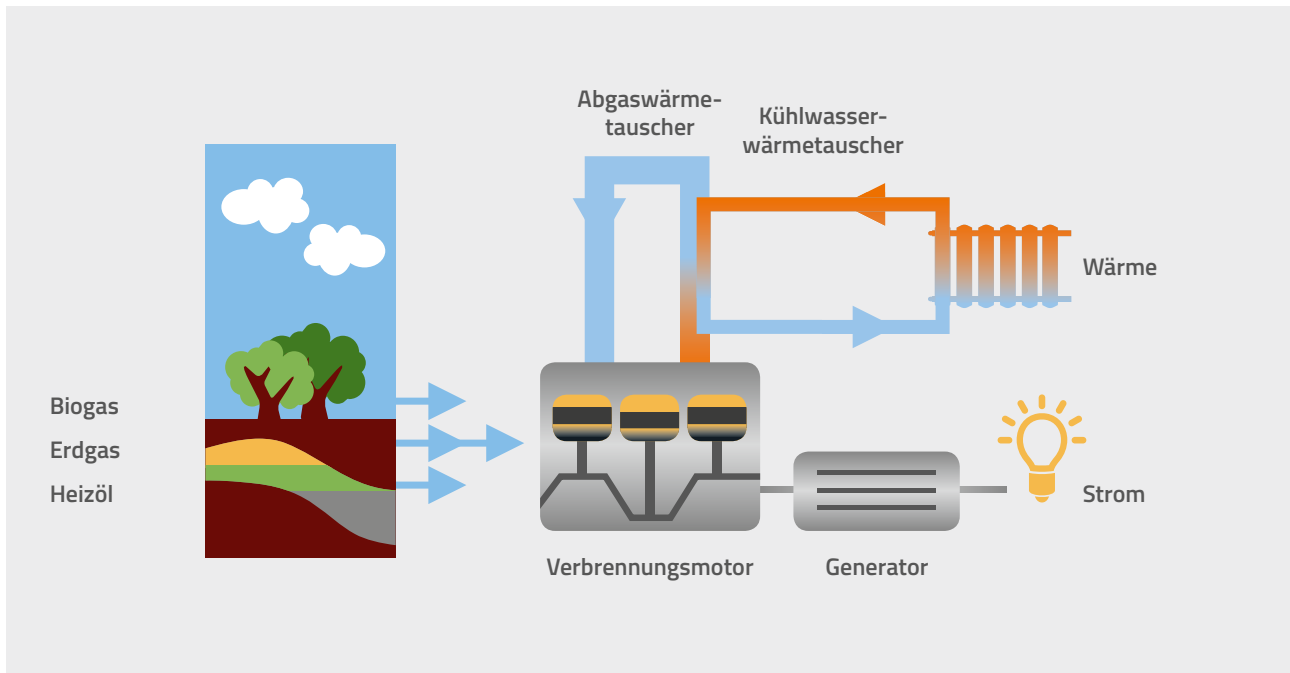 Abgaswärme-
tauscher
Kühlwasser-
wärmetauscher
Wärme
Biogas
Erdgas
Heizöl
Strom
Verbrennungsmotor
Generator